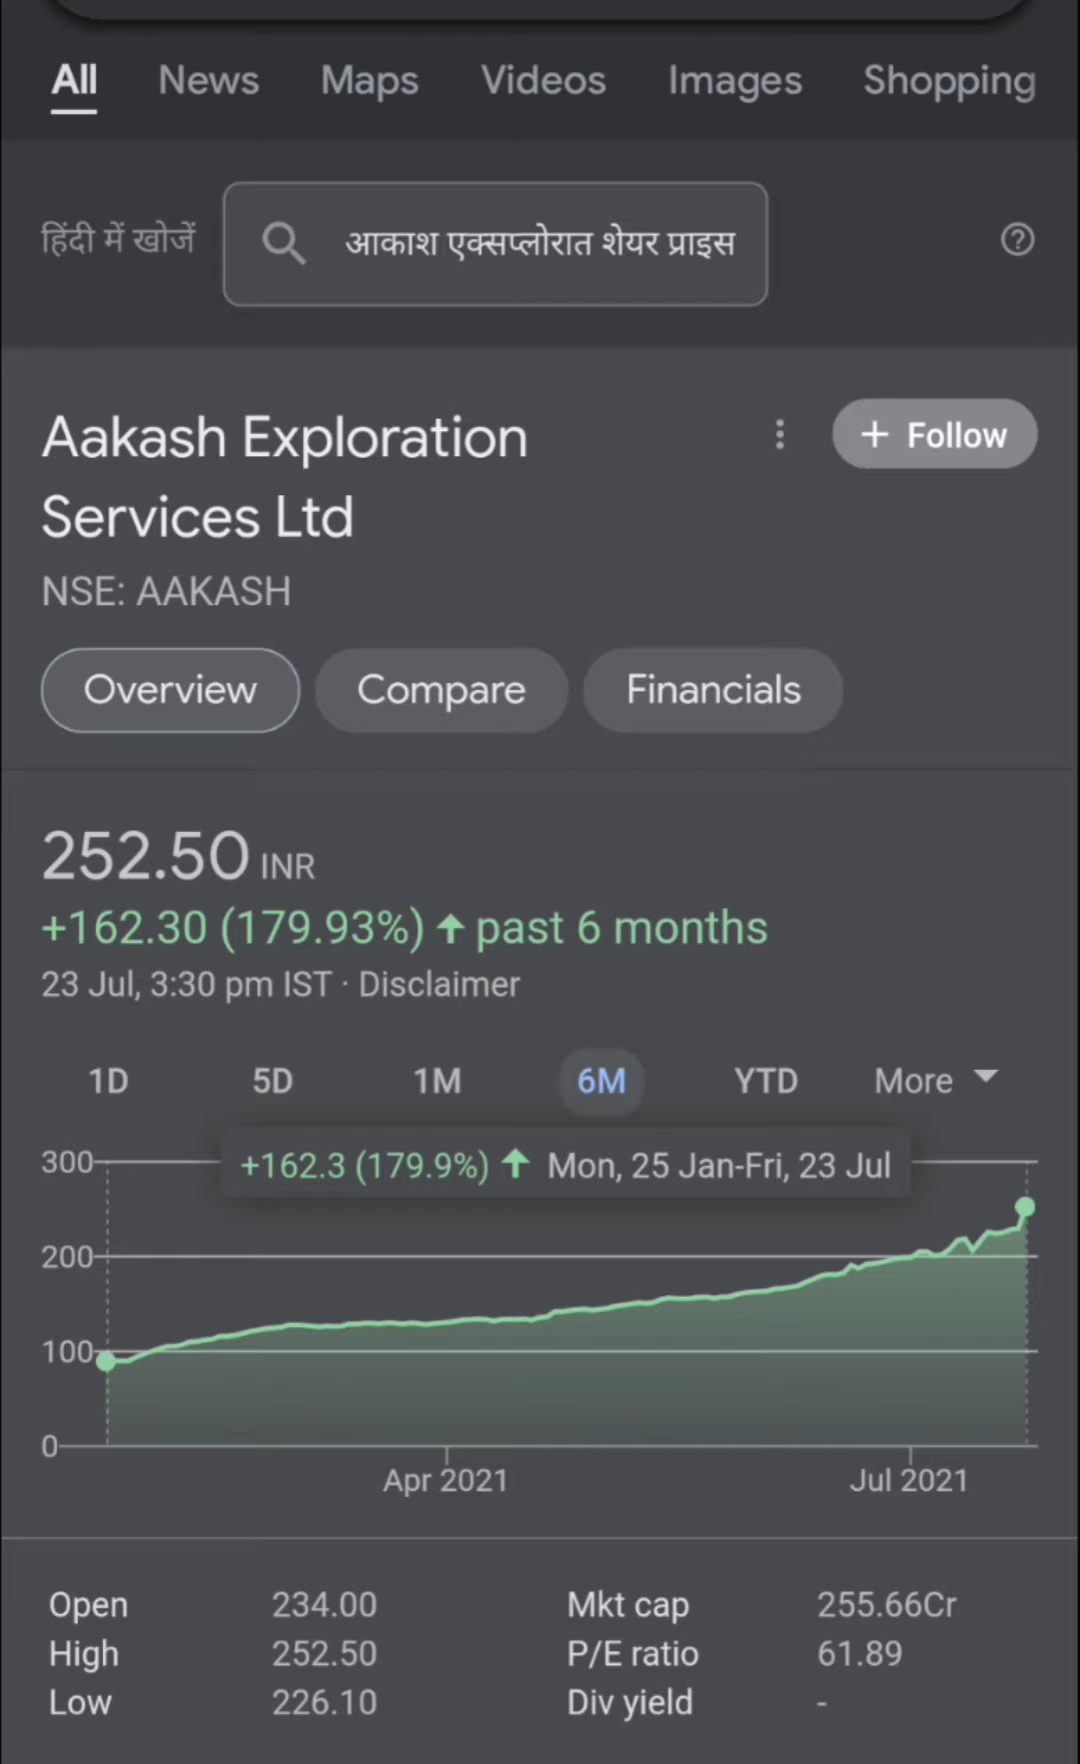 All News Maps Videos Images Shopping
हिंदी में खोजें आकाश एक्सप्लोरात शेयर प्राइस
Aakash Exploration
Services Ltd
+ Follow
NSE: AAKASH
Overview Compare Financials
252.50 INR
+162.30 (179.93%) ↑ past 6 months
23 Jul, 3:30 pm IST · Disclaimer
1D 5D 1M 6M YTD More
+162.3 (179.9%) ↑ Mon, 25 Jan-Fri, 23 Jul
300
200
100
0
Apr 2021 Jul 2021
Open 234.00 Mkt cap 255.66Cr
High 252.50 P/E ratio 61.89
Low 226.10 Div yield -